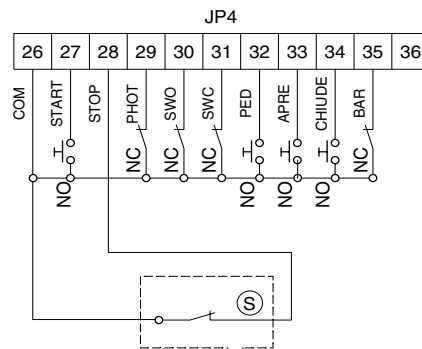 JP4
26 27 28 29 30 31 32 33 34 35 36
COM START STOP PHOT SWO SWC PED APRE CHIUDE BAR
NO NC NC NC NO NO NO NC
S